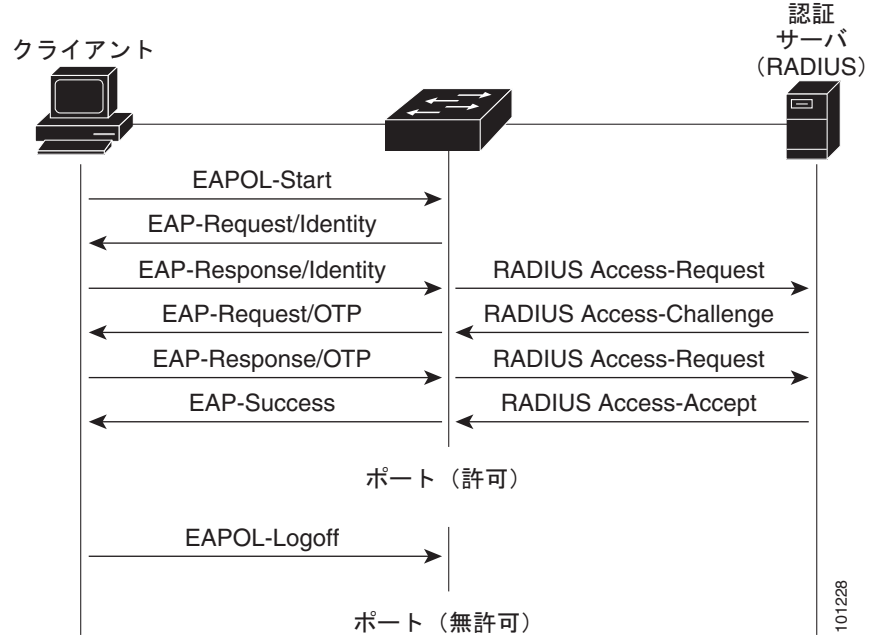 クライアント
認証
サーバ
（RADIUS）
EAPOL-Start
EAP-Request/Identity
EAP-Response/Identity
RADIUS Access-Request
EAP-Request/OTP
RADIUS Access-Challenge
EAP-Response/OTP
RADIUS Access-Request
EAP-Success
RADIUS Access-Accept
ポート（許可）
EAPOL-Logoff
ポート（無許可）
101228